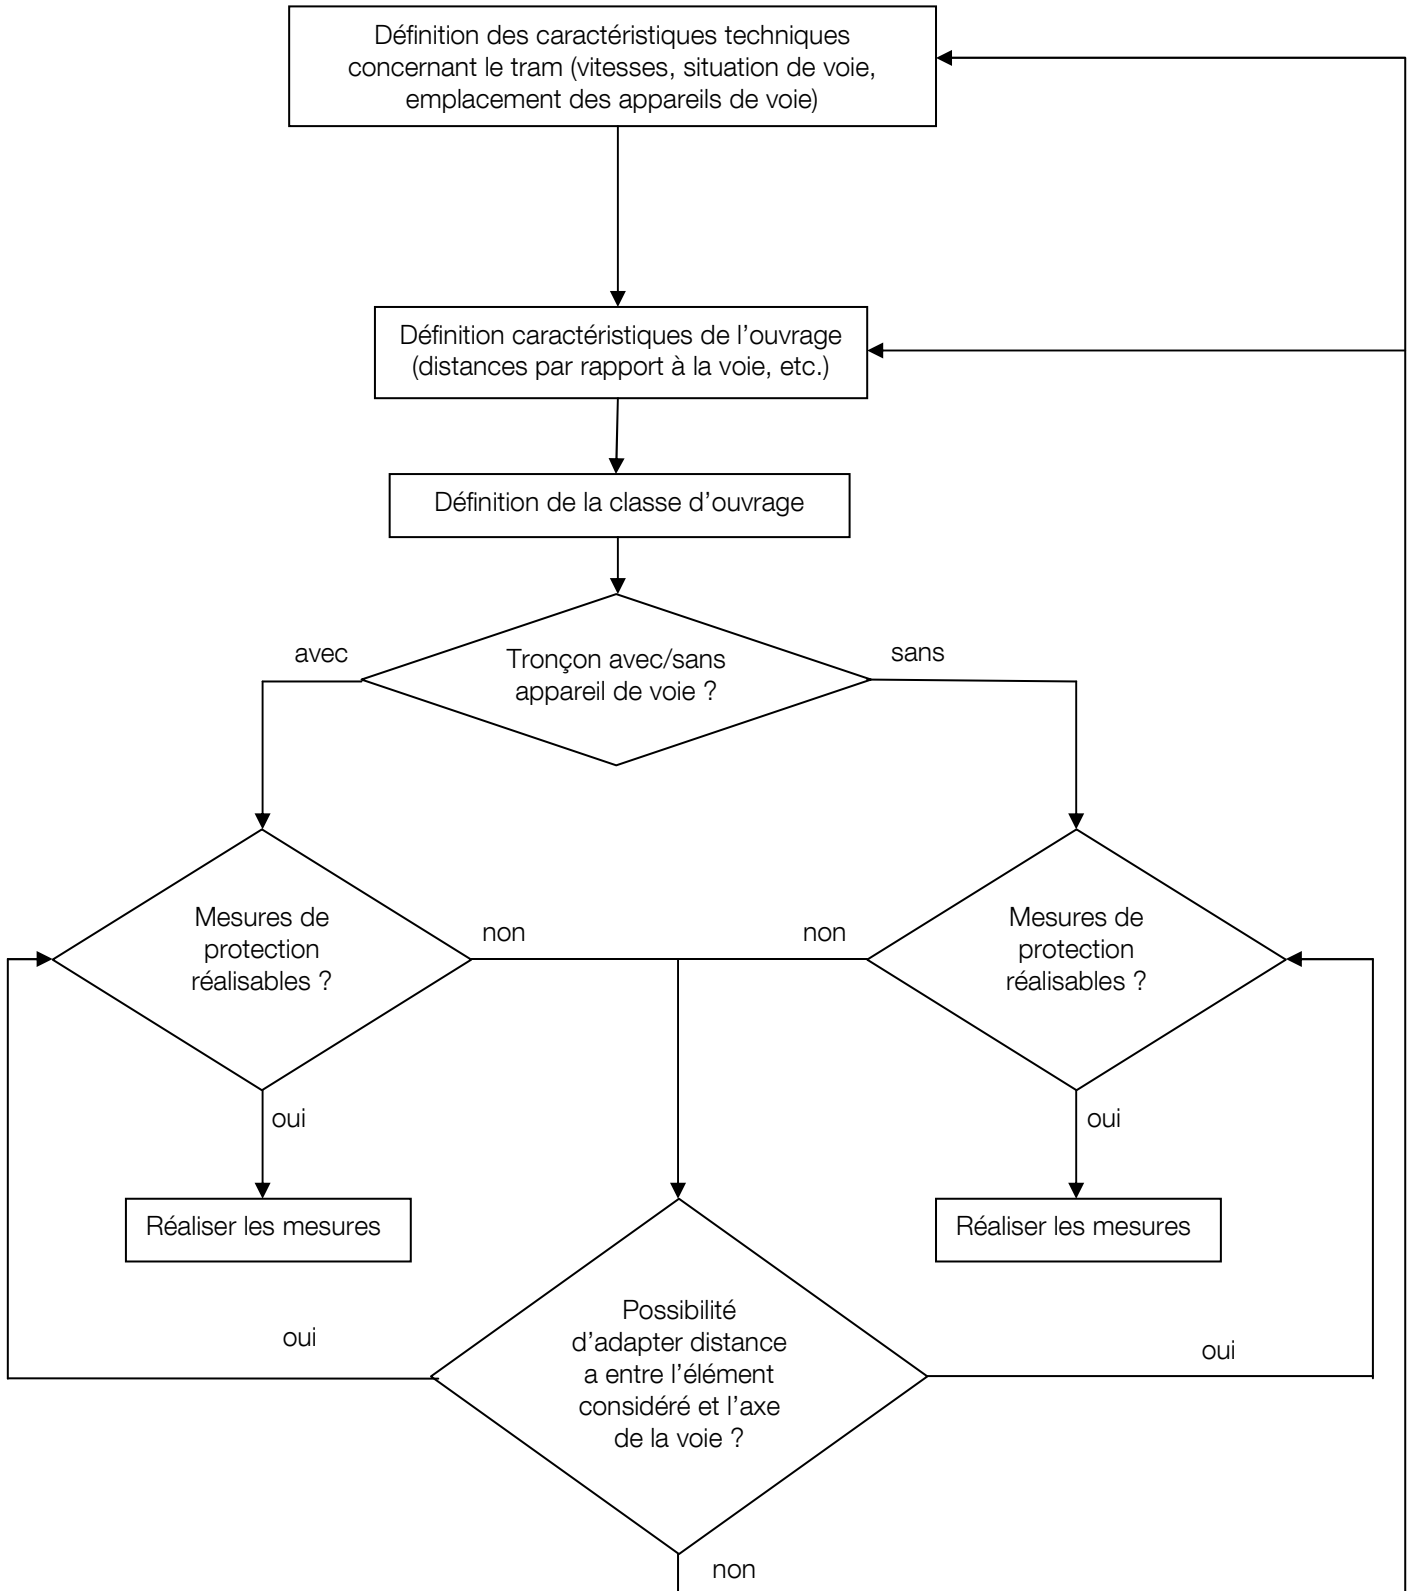 Définition des caractéristiques techniques
concernant le tram (vitesses, situation de voie,
emplacement des appareils de voie)
Définition caractéristiques de l’ouvrage
(distances par rapport à la voie, etc.)
Définition de la classe d’ouvrage
avec
Tronçon avec/sans
appareil de voie ?
sans
Mesures de
protection
réalisables ?
non
non
Mesures de
protection
réalisables ?
oui
oui
Réaliser les mesures
Réaliser les mesures
Possibilité
d’adapter distance
a entre l’élément
considéré et l’axe
de la voie ?
oui
oui
non